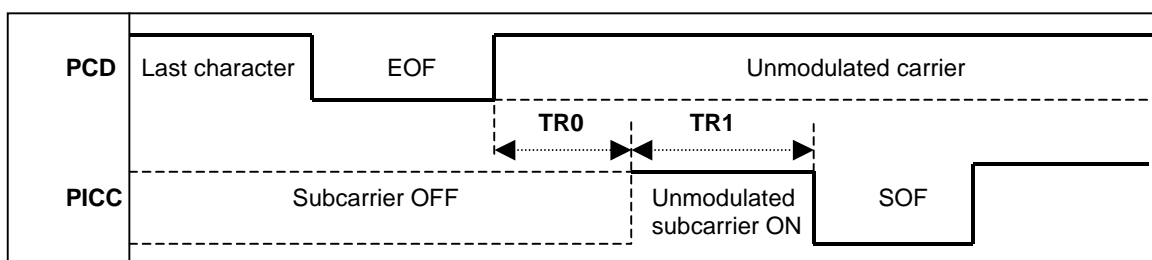 PCD Last character EOF Unmodulated carrier
TR0 TR1
PICC Subcarrier OFF Unmodulated SOF
subcarrier ON